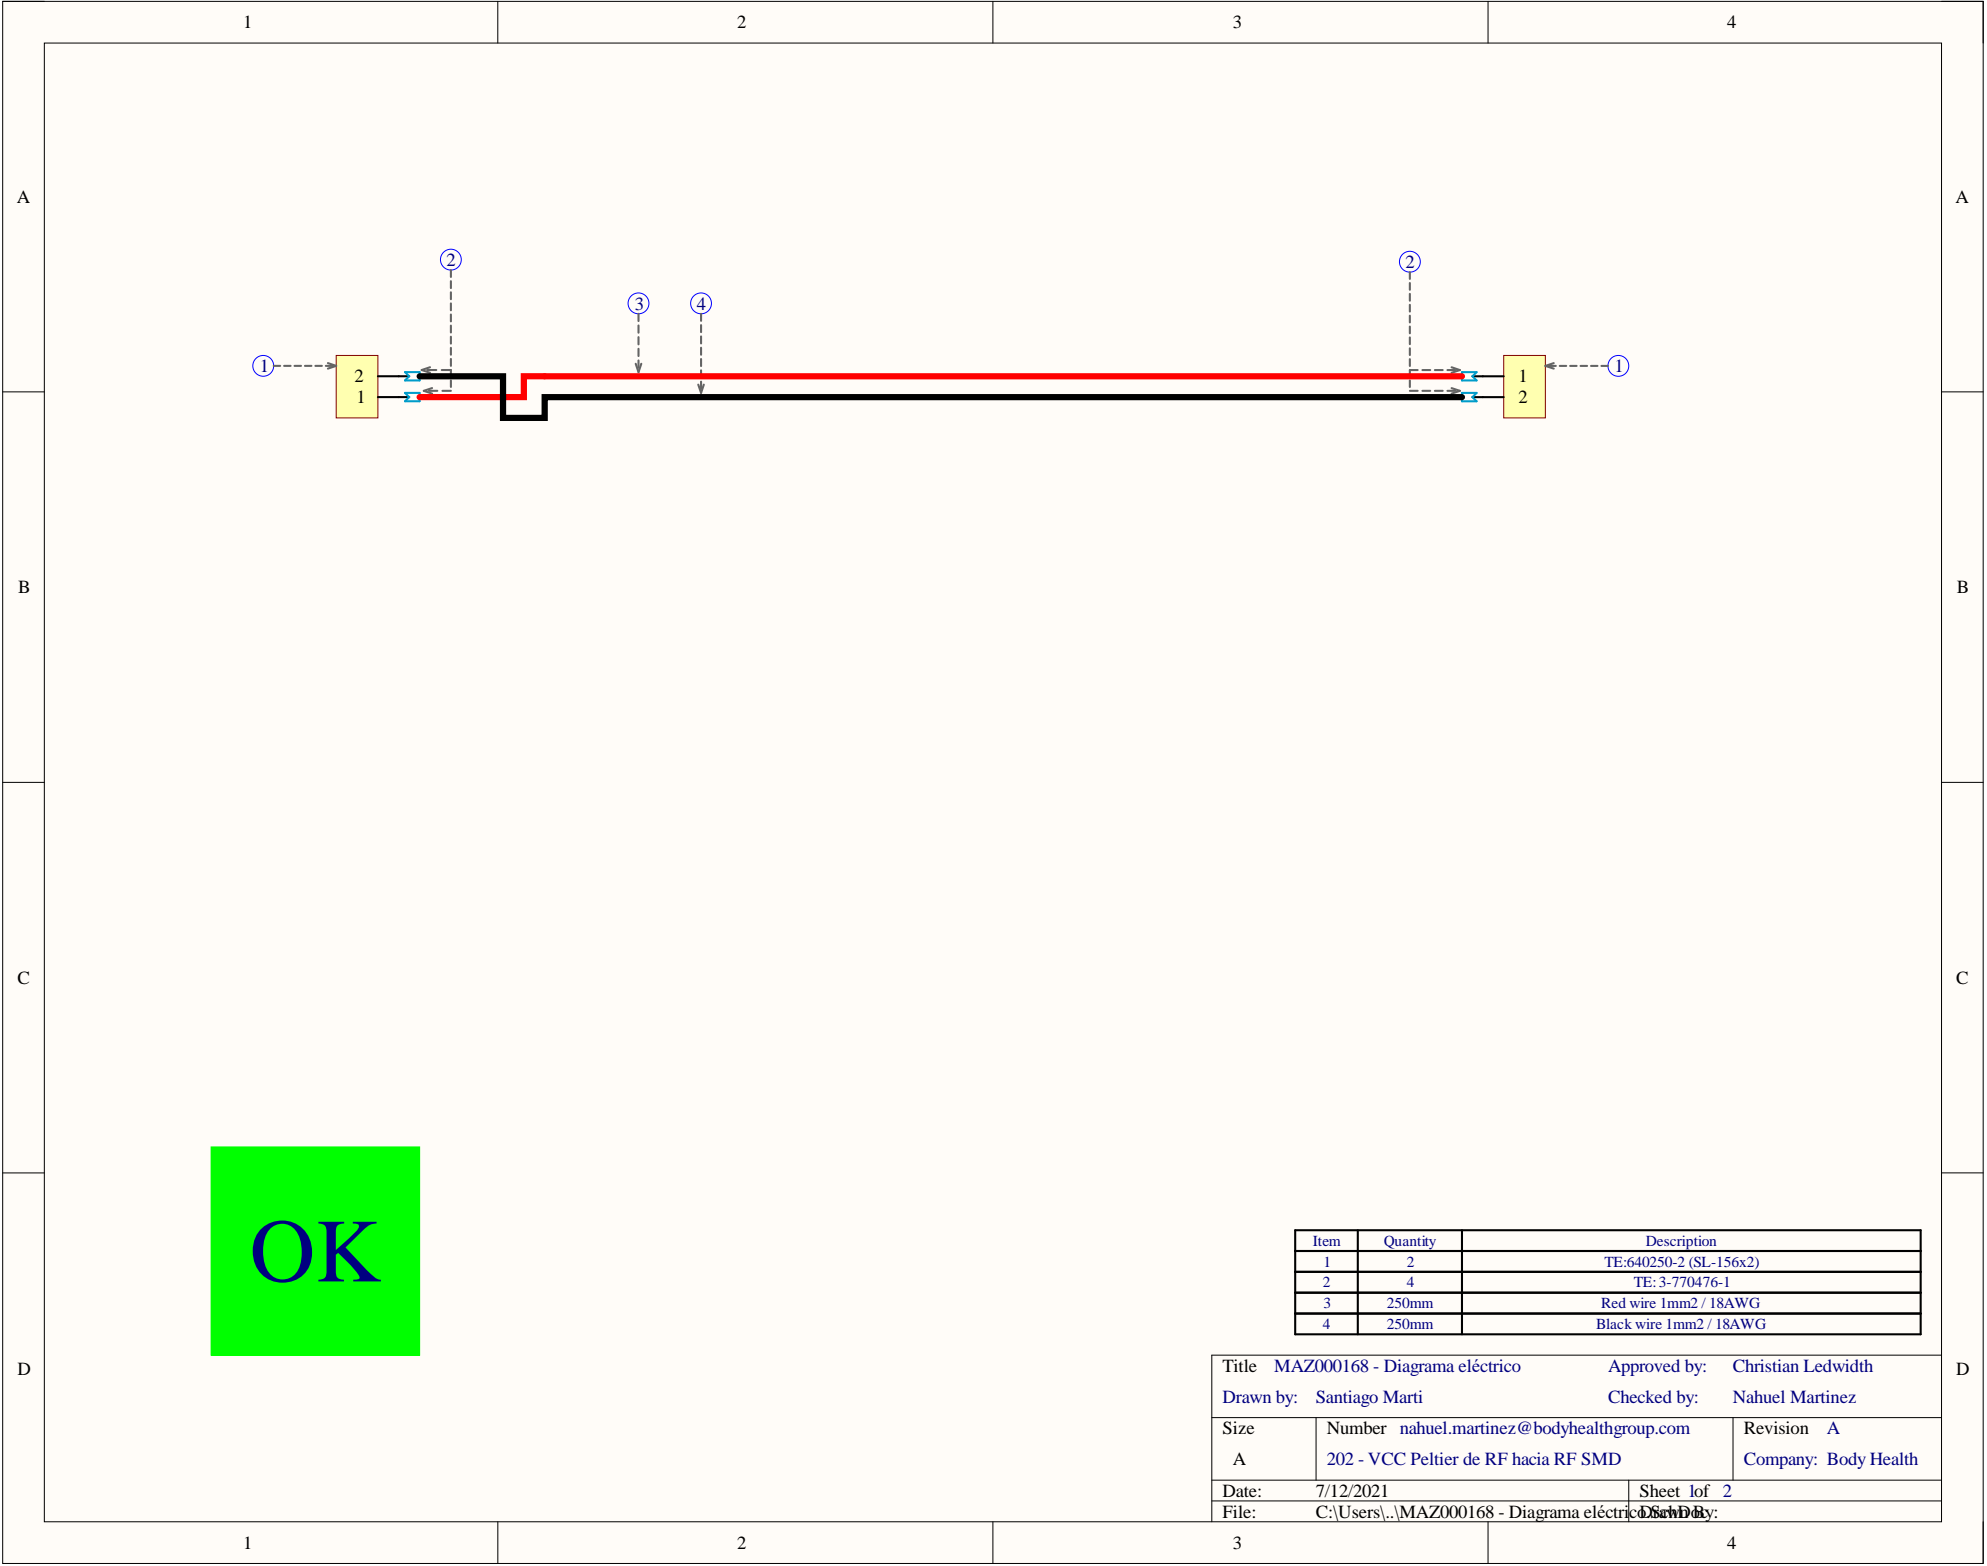 1 2 3 4
A A
2 2
3 4
1 1
2 1
1 2
B B
C C
OK
Item Quantity Description
1 2 TE:640250-2 (SL-156x2)
2 4 TE: 3-770476-1
3 250mm Red wire 1mm2 / 18AWG
4 250mm Black wire 1mm2 / 18AWG
D D
Title MAZ000168 - Diagrama eléctrico Approved by: Christian Ledwidth
Drawn by: Santiago Marti Checked by: Nahuel Martinez
Size Number nahuel.martinez@bodyhealthgroup.com Revision A
A 202 - VCC Peltier de RF hacia RF SMD Company: Body Health
Date: 7/12/2021 Sheet 1of 2
File: C:\Users\..\MAZ000168 - Diagrama eléctrico.SchDoc Drawn By:
1 2 3 4